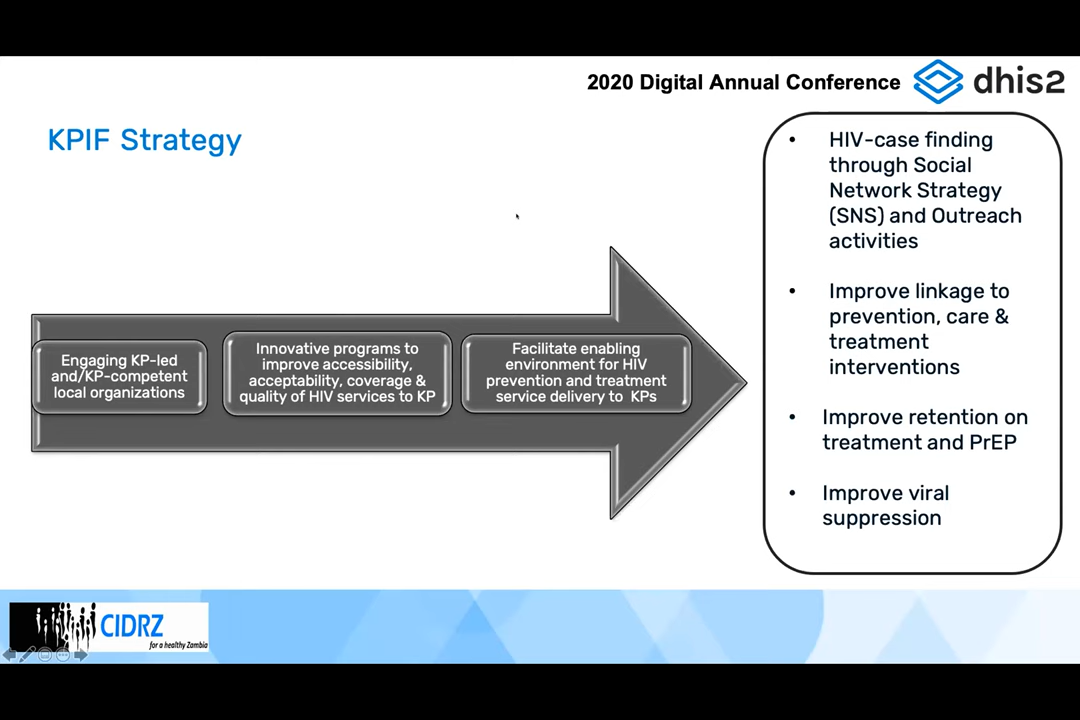 2020 Digital Annual Conference
dhis2
KPIF Strategy
Engaging KP-led
and/KP-competent
local organizations
Innovative programs to
improve accessibility,
acceptability, coverage &
quality of HIV services to KP
Facilitate enabling
environment for HIV
prevention and treatment
service delivery to KPs
• HIV-case finding
through Social
Network Strategy
(SNS) and Outreach
activities
• Improve linkage to
prevention, care &
treatment
interventions
• Improve retention on
treatment and PrEP
• Improve viral
suppression
CIDRZ
for a healthy Zambia